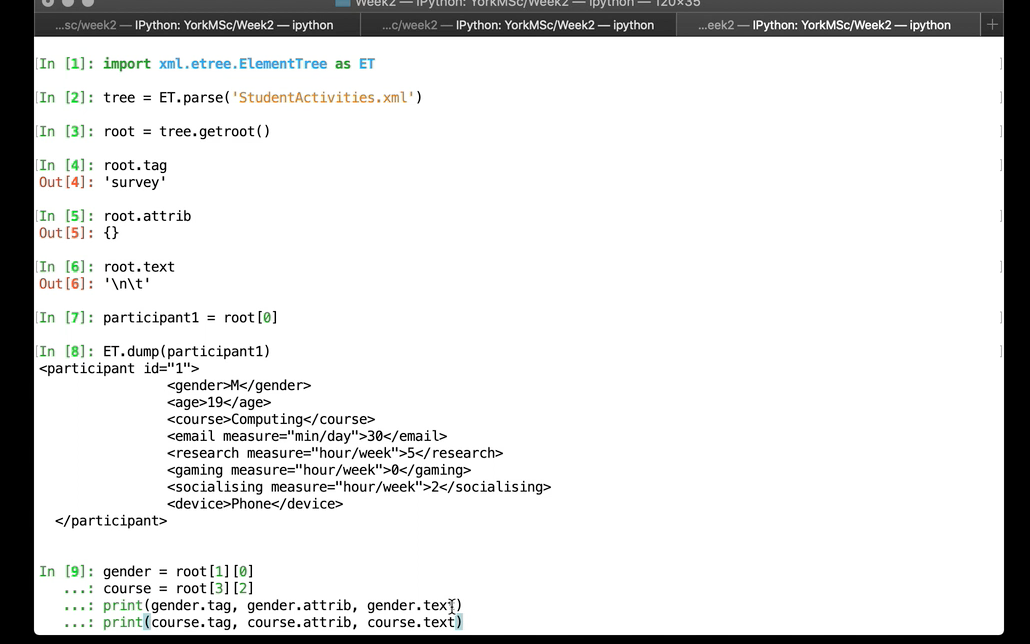 Week2 — IPython: YorkMSc/Week2 — ipython — 120×35
...sc/week2 — IPython: YorkMSc/Week2 — ipython
...c/week2 — IPython: YorkMSc/Week2 — ipython
...eek2 — IPython: YorkMSc/Week2 — ipython
[In [1]: import xml.etree.ElementTree as ET ]
[In [2]: tree = ET.parse('StudentActivities.xml') ]
[In [3]: root = tree.getroot() ]
[In [4]: root.tag ]
Out[4]: 'survey'
[In [5]: root.attrib ]
Out[5]: {}
[In [6]: root.text ]
Out[6]: '\n\t'
[In [7]: participant1 = root[0] ]
[In [8]: ET.dump(participant1) ]
<participant id="1">
<gender>M</gender>
<age>19</age>
<course>Computing</course>
<email measure="min/day">30</email>
<research measure="hour/week">5</research>
<gaming measure="hour/week">0</gaming>
<socialising measure="hour/week">2</socialising>
<device>Phone</device>
</participant>
In [9]: gender = root[1][0]
...: course = root[3][2]
...: print(gender.tag, gender.attrib, gender.text)
...: print(course.tag, course.attrib, course.text)